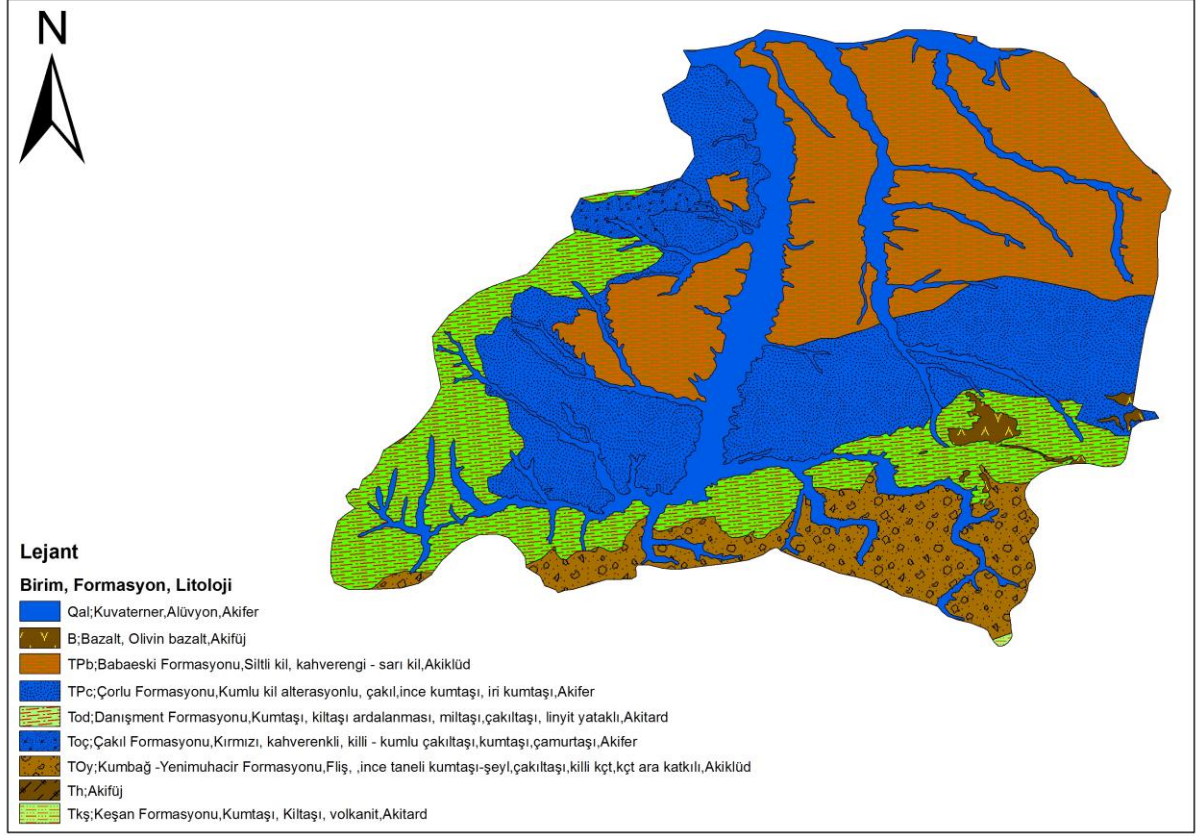 N
Lejant
Birim, Formasyon, Litoloji
Qal;Kuvaterner,Alüvyon,Akifer
B;Bazalt, Olivin bazalt,Akifüj
TPb;Babaeski Formasyonu,Siltli kil, kahverengi - sarı kil,Akiklüd
TPc;Çorlu Formasyonu,Kumlu kil alterasyonlu, çakıl,ince kumtaşı, iri kumtaşı,Akifer
Tod;Danışment Formasyonu,Kumtaşı, kiltaşı ardalanması, miltaşı,çakıltaşı, linyit yataklı,Akitard
Toç;Çakıl Formasyonu,Kırmızı, kahverenkli, killi - kumlu çakıltaşı,kumtaşı,çamurtaşı,Akifer
TOy;Kumbağ -Yenimuhacir Formasyonu,Fliş, ,ince taneli kumtaşı-şeyl,çakıltaşı,killi kçt,kçt ara katkılı,Akiklüd
Th;Akifüj
Tkş;Keşan Formasyonu,Kumtaşı, Kiltaşı, volkanit,Akitard